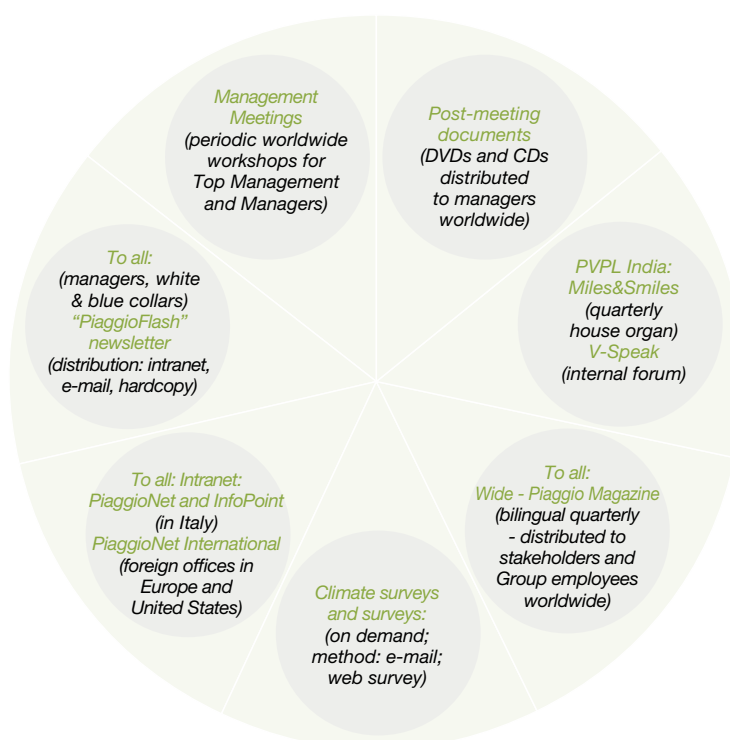 Management
Meetings
(periodic worldwide
workshops for
Top Management
and Managers)
Post-meeting
documents
(DVDs and CDs
distributed
to managers
worldwide)
PVPL India:
Miles&Smiles
(quarterly
house organ)
V-Speak
(internal forum)
To all:
Wide - Piaggio Magazine
(bilingual quarterly
- distributed to
stakeholders and
Group employees
worldwide)
Climate surveys
and surveys:
(on demand;
method: e-mail;
web survey)
To all: Intranet:
PiaggioNet and InfoPoint
(in Italy)
PiaggioNet International
(foreign offices in
Europe and
United States)
To all:
(managers, white
& blue collars)
“PiaggioFlash”
newsletter
(distribution: intranet,
e-mail, hardcopy)